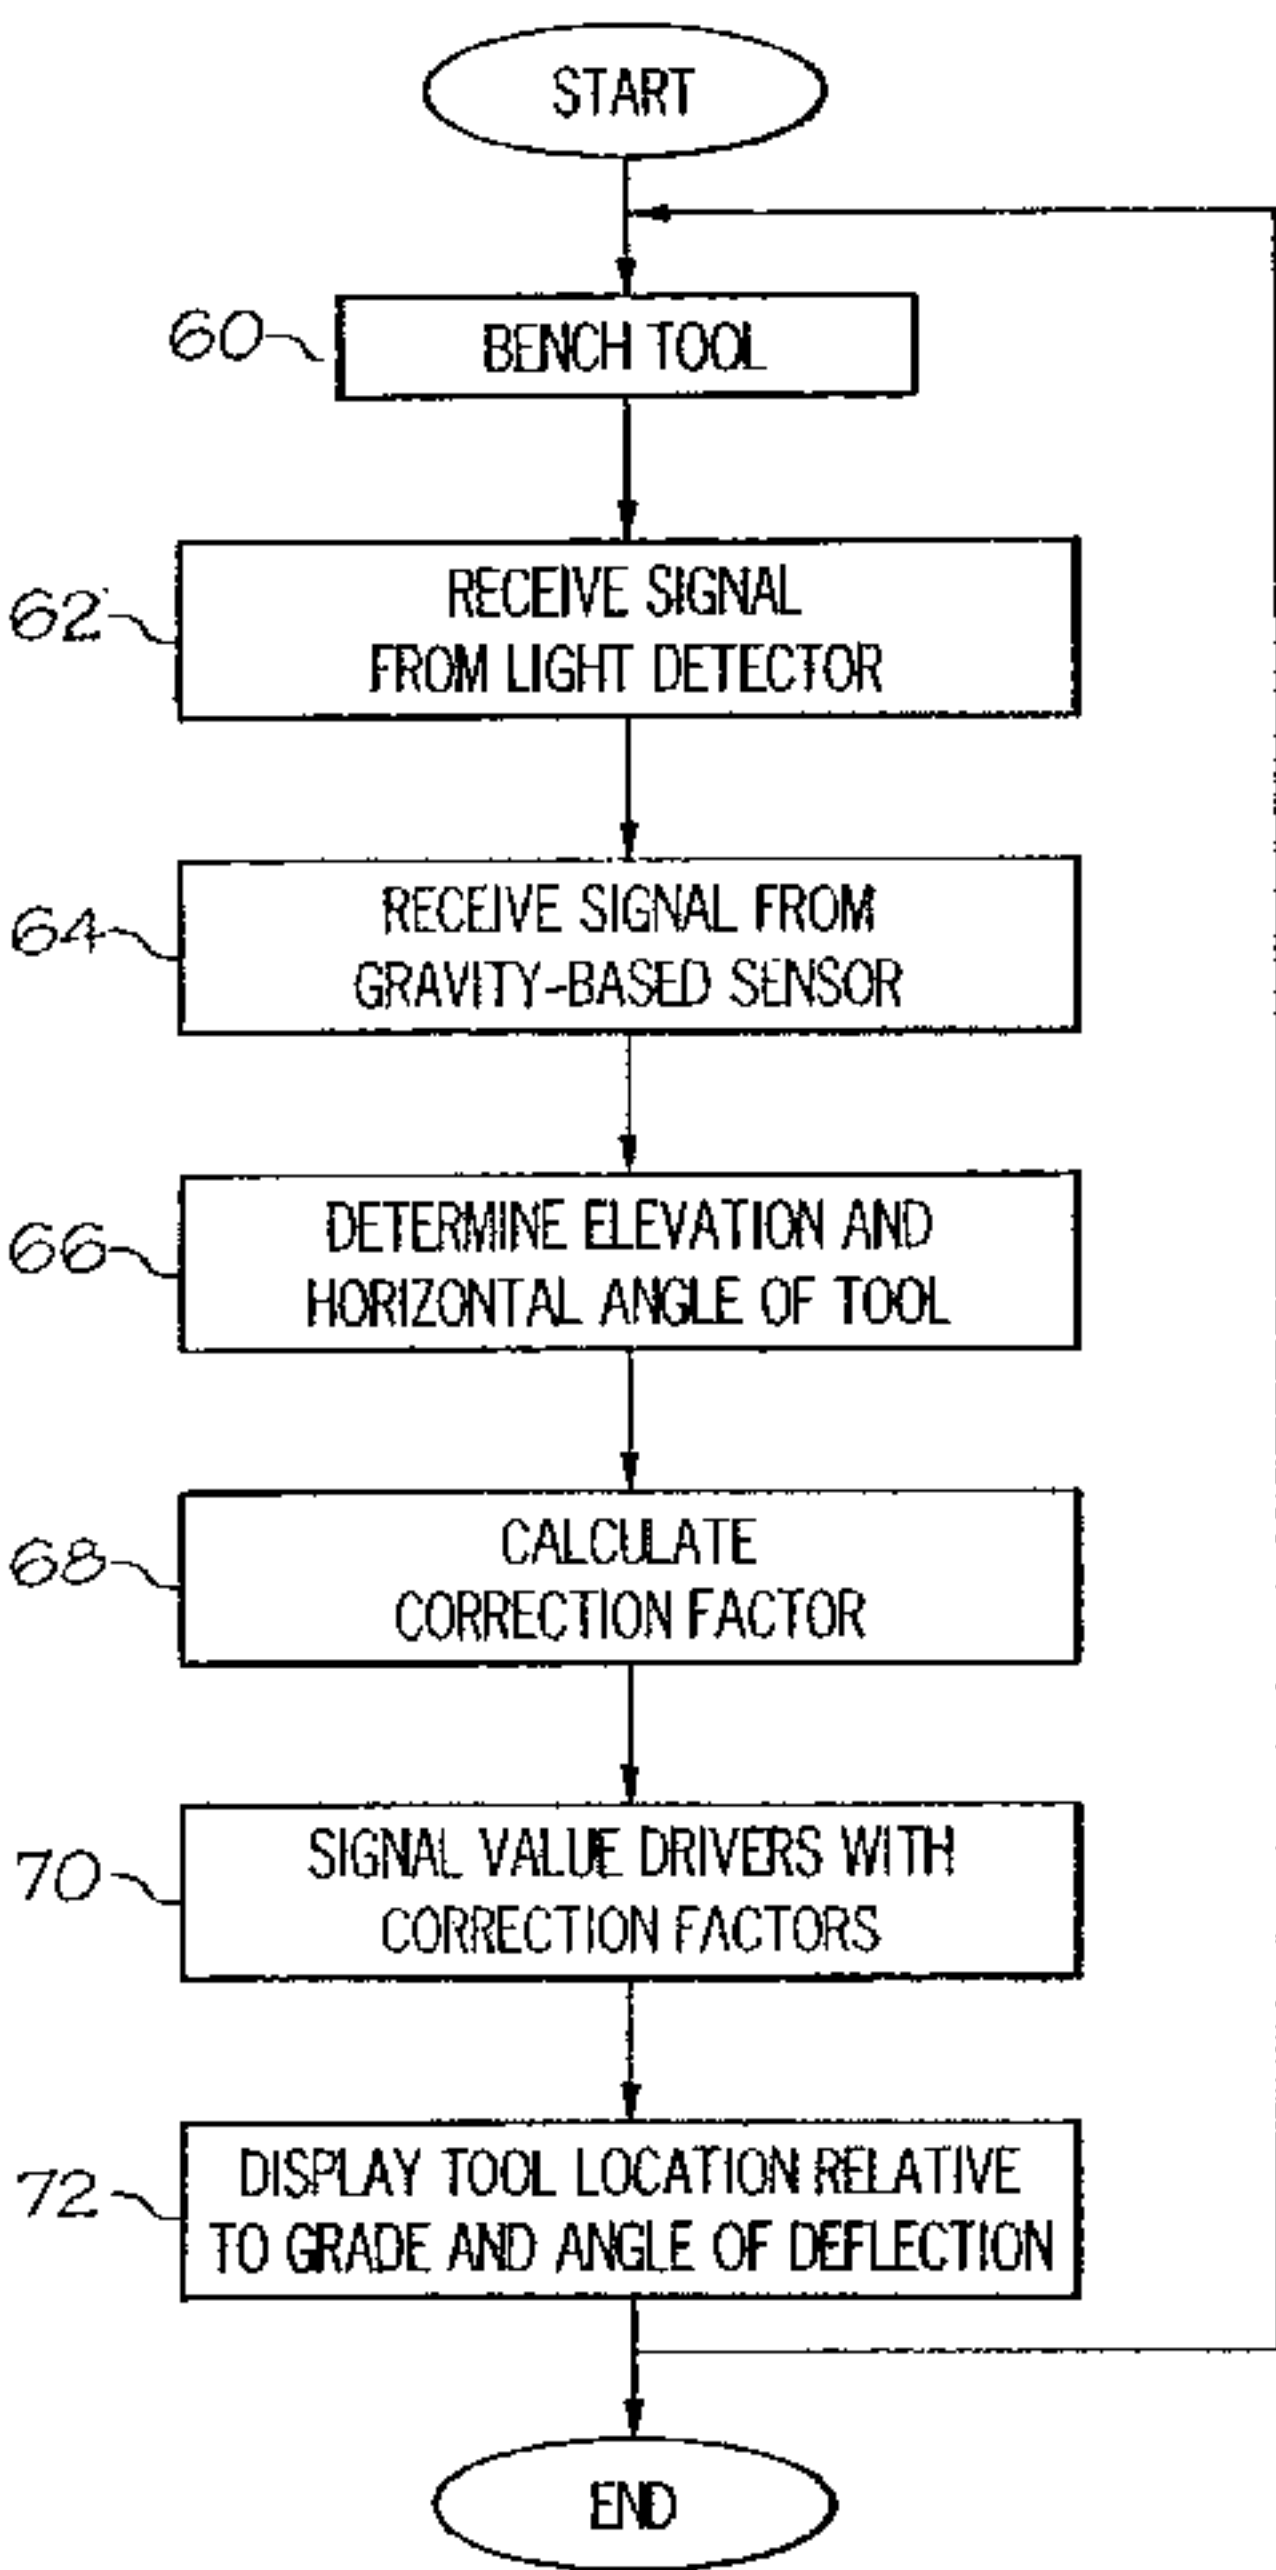 START
60
BENCH TOOL
62
RECEIVE SIGNAL
FROM LIGHT DETECTOR
64
RECEIVE SIGNAL FROM
GRAVITY-BASED SENSOR
66
DETERMINE ELEVATION AND
HORIZONTAL ANGLE OF TOOL
68
CALCULATE
CORRECTION FACTOR
70
SIGNAL VALUE DRIVERS WITH
CORRECTION FACTORS
72
DISPLAY TOOL LOCATION RELATIVE
TO GRADE AND ANGLE OF DEFLECTION
END